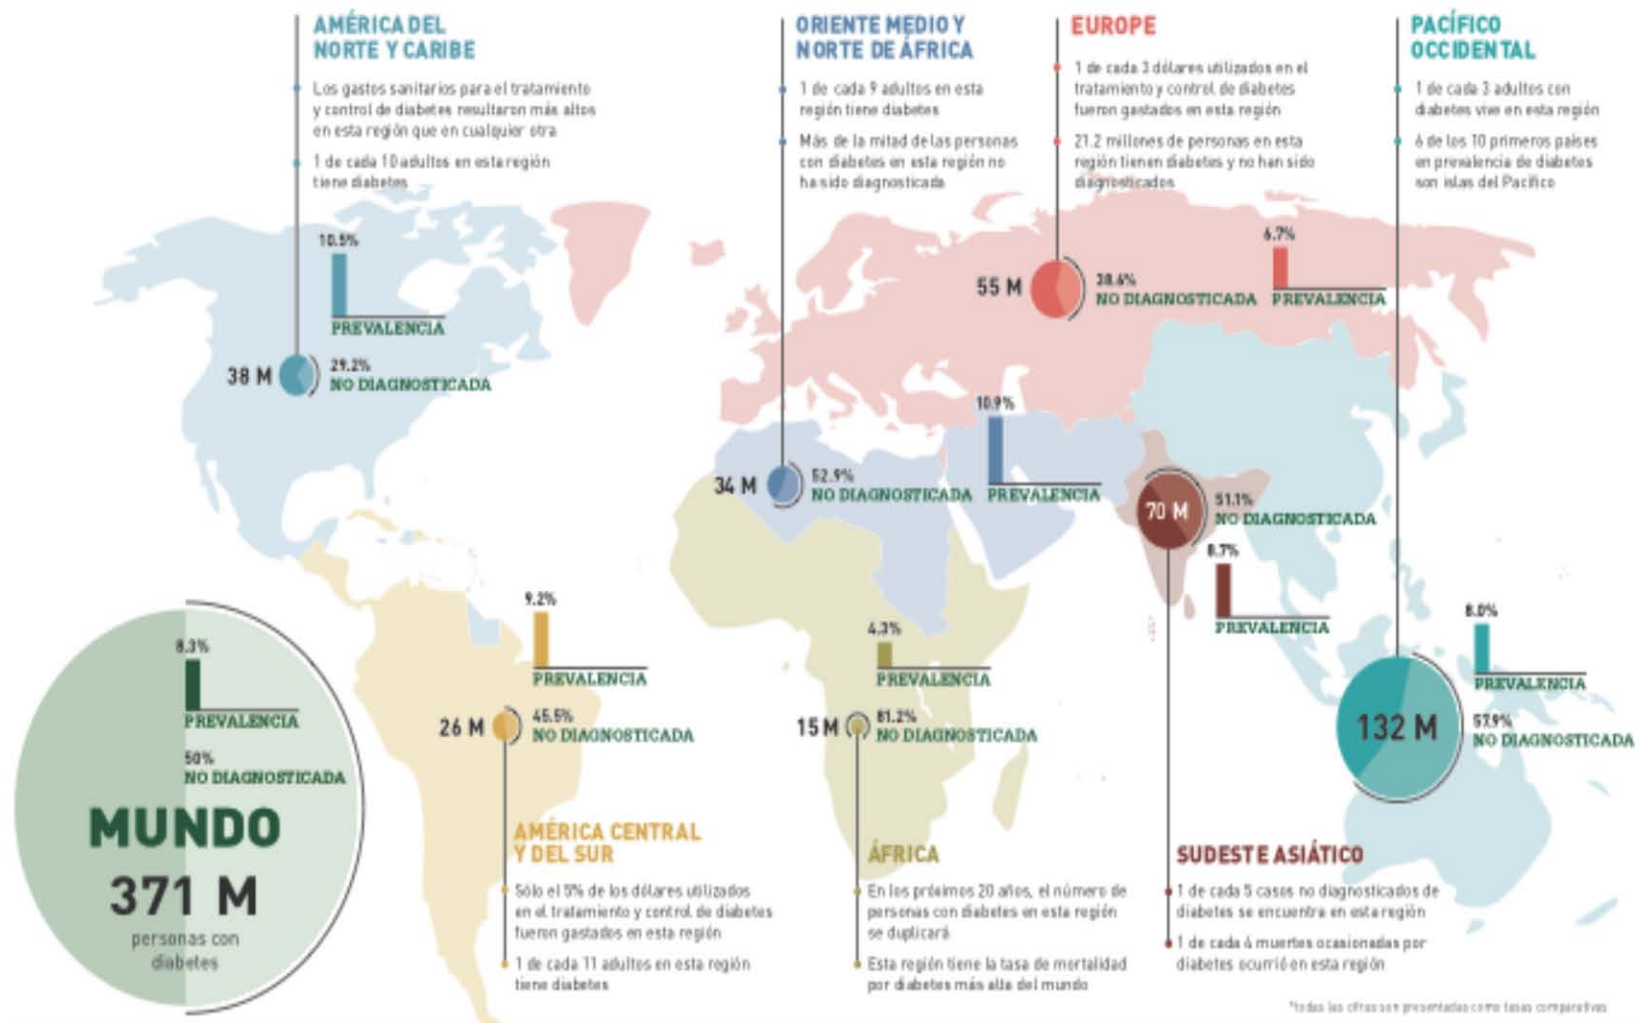 AMÉRICA DEL
NORTE Y CARIBE
Los gastos sanitarios para el tratamiento
y control de diabetes resultaron más altos
en esta región que en cualquier otra
1 de cada 10 adultos en esta región
tiene diabetes
ORIENTE MEDIO Y
NORTE DE ÁFRICA
1 de cada 9 adultos en esta
región tiene diabetes
Más de la mitad de las personas
con diabetes en esta región no
ha sido diagnosticada
EUROPE
1 de cada 3 dólares utilizados en el
tratamiento y control de diabetes
fueron gastados en esta región
21.2 millones de personas en esta
región tienen diabetes y no han sido
diagnosticados
PACÍFICO
OCCIDENTAL
1 de cada 3 adultos con
diabetes vive en esta región
6 de los 10 primeros países
en prevalencia de diabetes
son islas del Pacífico
10.5%
PREVALENCIA
38 M
29.2%
NO DIAGNOSTICADA
55 M
38.6%
NO DIAGNOSTICADA
6.7%
PREVALENCIA
34 M
52.9%
NO DIAGNOSTICADA
10.9%
PREVALENCIA
70 M
51.1%
NO DIAGNOSTICADA
8.7%
PREVALENCIA
9.2%
PREVALENCIA
26 M
45.5%
NO DIAGNOSTICADA
4.3%
PREVALENCIA
15 M
81.2%
NO DIAGNOSTICADA
8.0%
PREVALENCIA
132 M
57.9%
NO DIAGNOSTICADA
8.3%
PREVALENCIA
50%
NO DIAGNOSTICADA
MUNDO
371 M
personas con
diabetes
AMÉRICA CENTRAL
Y DEL SUR
Sólo el 5% de los dólares utilizados
en el tratamiento y control de diabetes
fueron gastados en esta región
1 de cada 11 adultos en esta región
tiene diabetes
ÁFRICA
En los próximos 20 años, el número de
personas con diabetes en esta región
se duplicará
Esta región tiene la tasa de mortalidad
por diabetes más alta del mundo
SUDESTE ASIÁTICO
1 de cada 5 casos no diagnosticados de
diabetes se encuentra en esta región
1 de cada 4 muertes ocasionadas por
diabetes ocurrió en esta región
*todas las cifras son presentadas como tasas comparativas